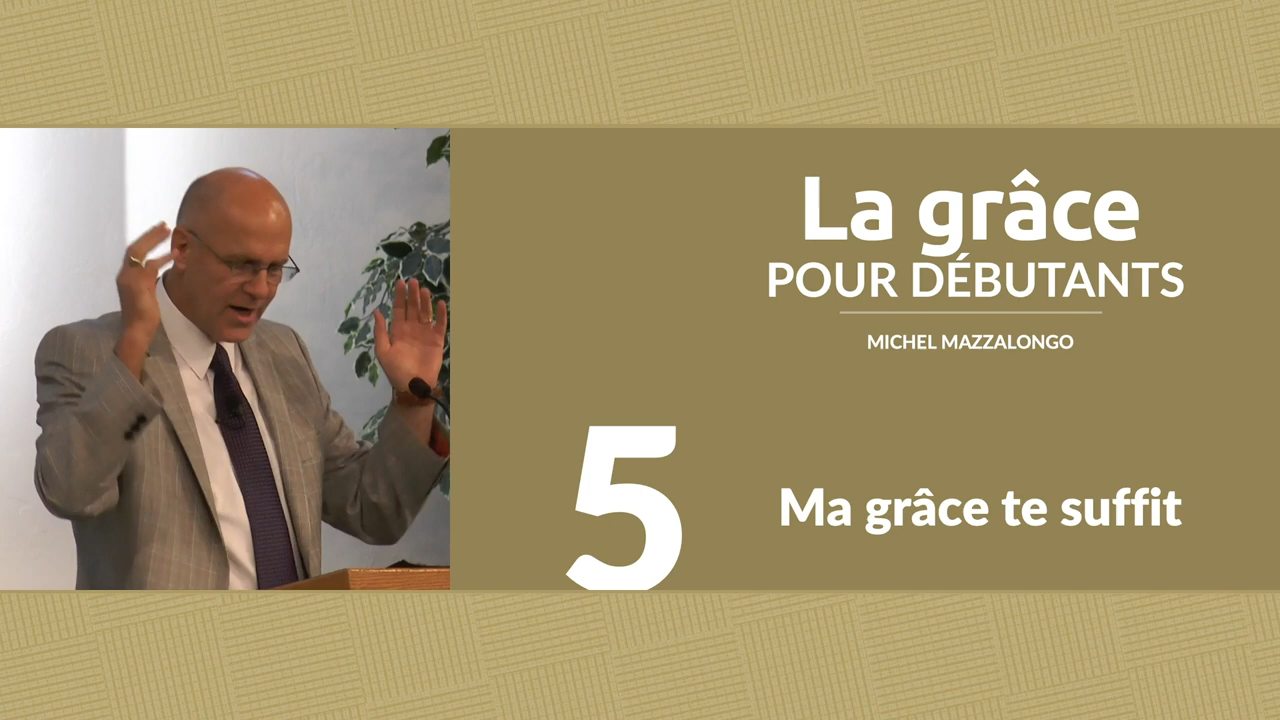 La grâce
POUR DÉBUTANTS
MICHEL MAZZALONGO
5
Ma grâce te suffit